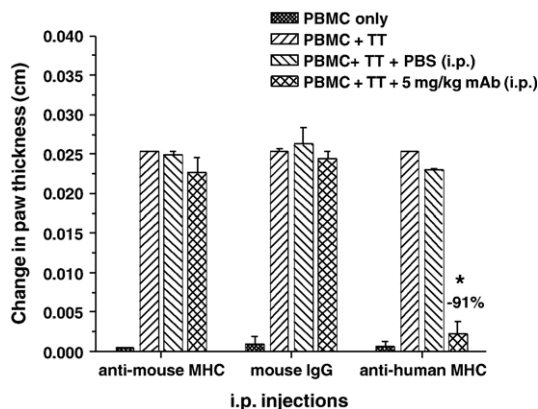 PBMC only
PBMC + TT
PBMC+ TT + PBS (i.p.)
PBMC + TT + 5 mg/kg mAb (i.p.)
Change in paw thickness (cm)
0.040
0.035
0.030
0.025
0.020
0.015
0.010
0.005
0.000
*
-91%
anti-mouse MHC mouse IgG anti-human MHC
i.p. injections